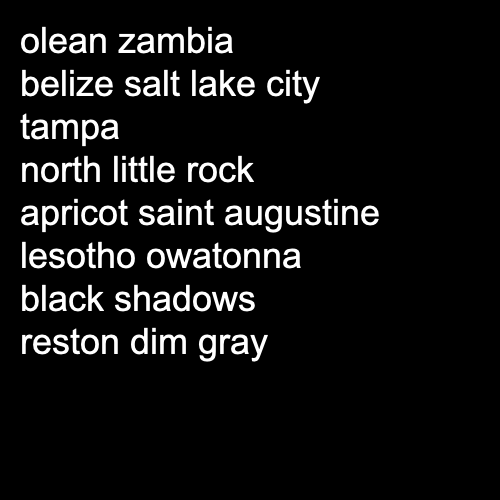 olean zambia
belize salt lake city
tampa
north little rock
apricot saint augustine
lesotho owatonna
black shadows
reston dim gray